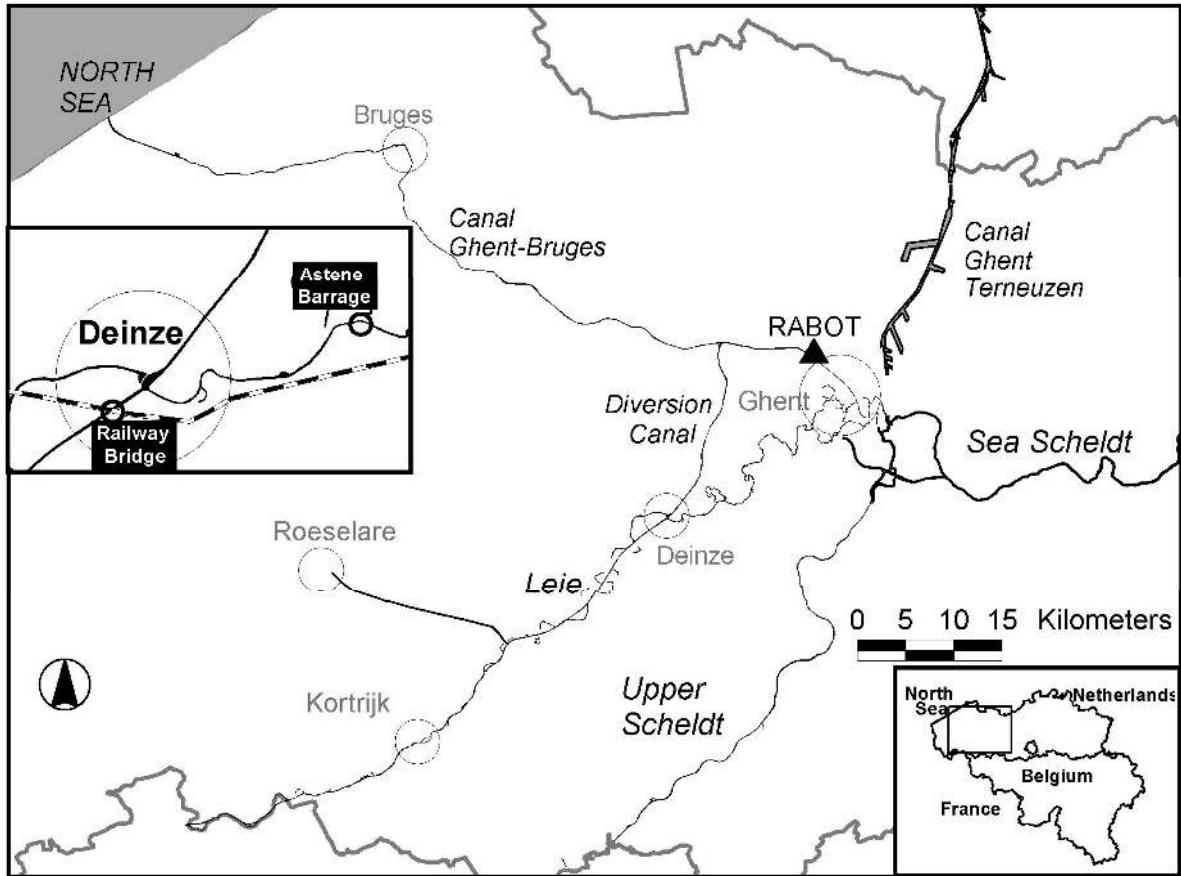 NORTH
SEA
Bruges
Canal
Ghent-Bruges
Canal
Ghent
Terneuzen
Astene
Barrage
Deinze
Railway
Bridge
RABOT
Ghent
Diversion
Canal
Sea Scheldt
Roeselare
Deinze
Leie
0 5 10 15 Kilometers
Upper
Scheldt
Kortrijk
North
Sea
Netherlands
Belgium
France